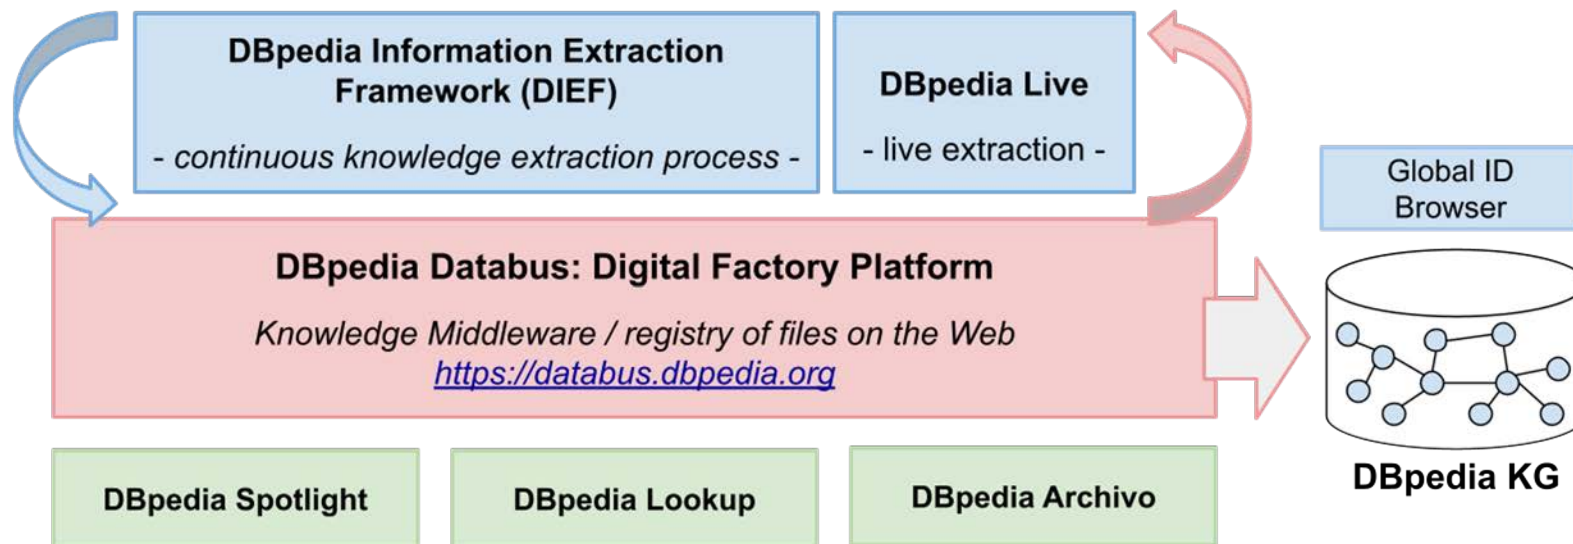 DBpedia Information Extraction
Framework (DIEF)
- continuous knowledge extraction process -
DBpedia Live
- live extraction -
Global ID
Browser
DBpedia Databus: Digital Factory Platform
Knowledge Middleware / registry of files on the Web
https://databus.dbpedia.org
DBpedia KG
DBpedia Spotlight
DBpedia Lookup
DBpedia Archivo